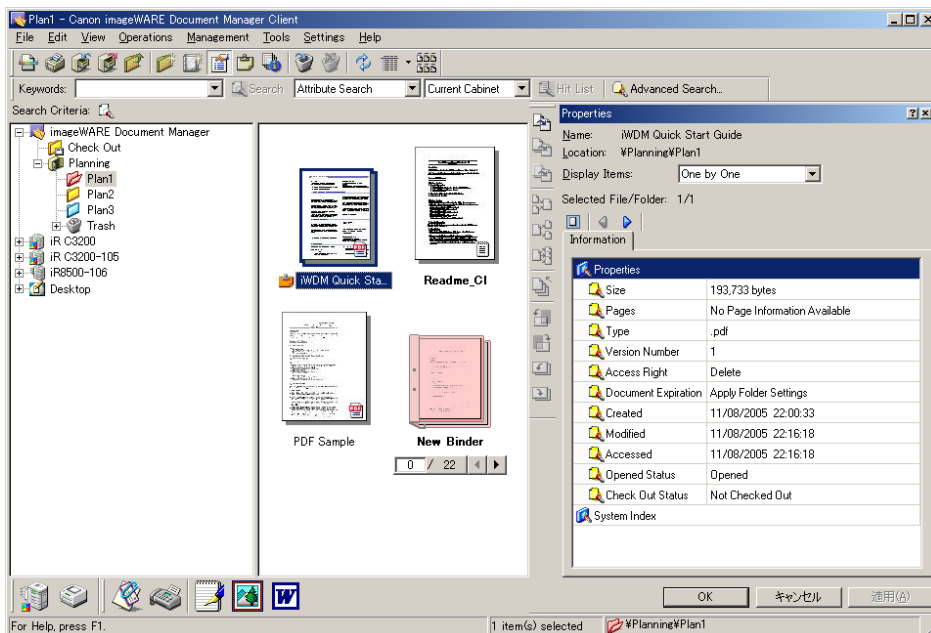 Plan1 - Canon imageWARE Document Manager Client
File Edit View Operations Management Tools Settings Help
Keywords: Search Attribute Search Current Cabinet Hit List Advanced Search...
Search Criteria:
imageWARE Document Manager
Check Out
Planning
Plan1
Plan2
Plan3
Trash
iR C3200
iR C3200-105
iR8500-106
Desktop
iWDM Quick Sta...
Readme_CI
PDF Sample
New Binder
0 / 22
Properties
Name: iWDM Quick Start Guide
Location: ¥Planning¥Plan1
Display Items: One by One
Selected File/Folder: 1/1
Information
Properties
Size 193,733 bytes
Pages No Page Information Available
Type .pdf
Version Number 1
Access Right Delete
Document Expiration Apply Folder Settings
Created 11/08/2005 22:00:33
Modified 11/08/2005 22:16:18
Accessed 11/08/2005 22:16:18
Opened Status Opened
Check Out Status Not Checked Out
System Index
OK キャンセル 適用(A)
For Help, press F1. 1 item(s) selected ¥Planning¥Plan1